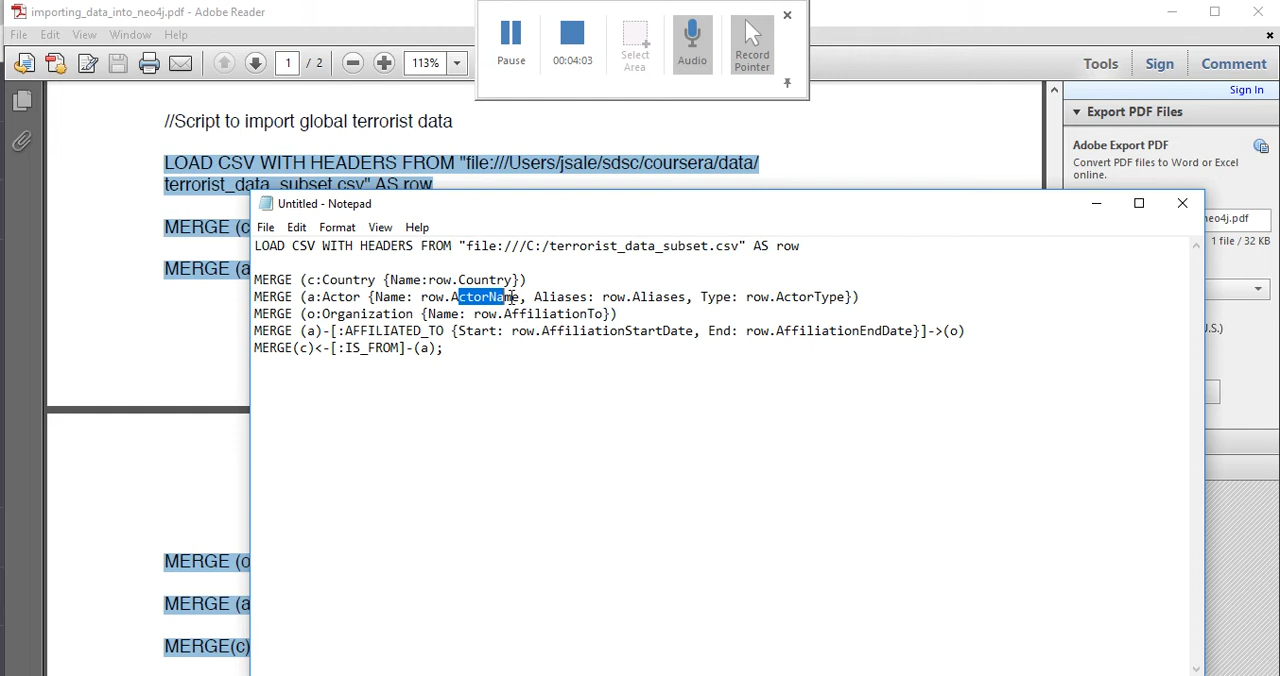 importing_data_into_neo4j.pdf - Adobe Reader
File Edit View Window Help
Pause
00:04:03
Select Area
Audio
Record Pointer
1 / 2
113%
Tools
Sign
Comment
Sign In
Export PDF Files
Adobe Export PDF
Convert PDF files to Word or Excel
online.
neo4j.pdf
1 file / 32 KB
U.S.)
//Script to import global terrorist data
LOAD CSV WITH HEADERS FROM "file:///Users/jsale/sdsc/coursera/data/
terrorist_data_subset.csv" AS row
MERGE (c
MERGE (a
MERGE (o
MERGE (a
MERGE(c)
Untitled - Notepad
File Edit Format View Help
LOAD CSV WITH HEADERS FROM "file:///C:/terrorist_data_subset.csv" AS row
MERGE (c:Country {Name:row.Country})
MERGE (a:Actor {Name: row.ActorName, Aliases: row.Aliases, Type: row.ActorType})
MERGE (o:Organization {Name: row.AffiliationTo})
MERGE (a)-[:AFFILIATED_TO {Start: row.AffiliationStartDate, End: row.AffiliationEndDate}]->(o)
MERGE(c)<-[:IS_FROM]-(a);